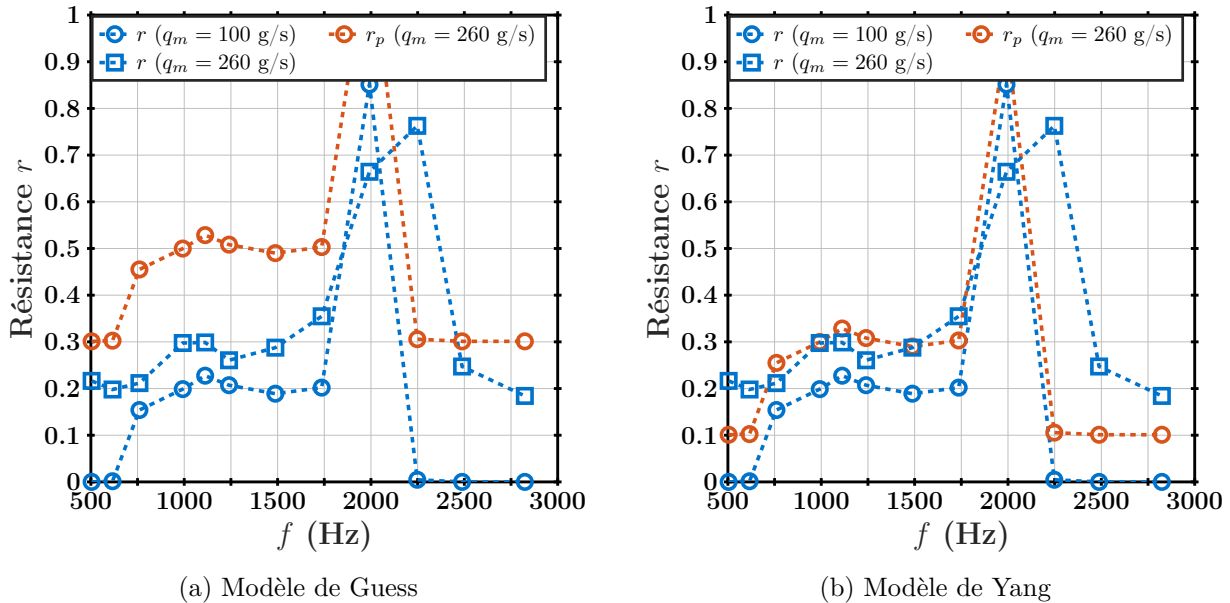 r (q_m = 100 g/s) r_p (q_m = 260 g/s)
r (q_m = 260 g/s)
1
0.9
0.8
0.7
0.6
0.5
0.4
0.3
0.2
0.1
0
Résistance r
500 1000 1500 2000 2500 3000
f (Hz)
(a) Modèle de Guess
r (q_m = 100 g/s) r_p (q_m = 260 g/s)
r (q_m = 260 g/s)
1
0.9
0.8
0.7
0.6
0.5
0.4
0.3
0.2
0.1
0
Résistance r
500 1000 1500 2000 2500 3000
f (Hz)
(b) Modèle de Yang